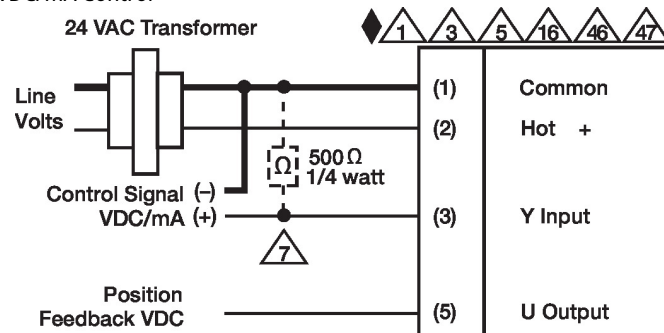 24 VAC Transformer
1 3 5 16 46 47
Line
Volts
(1) Common
(2) Hot +
Ω 500 Ω
1/4 watt
Control Signal (–)
VDC/mA (+)
(3) Y Input
7
Position
Feedback VDC
(5) U Output